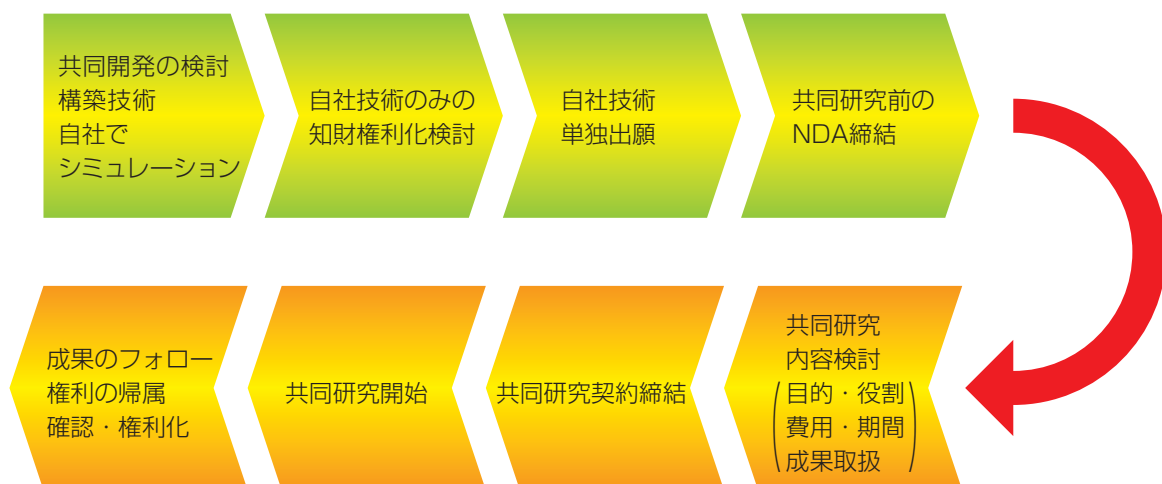 共同開発の検討
構築技術
自社で
シミュレーション
自社技術のみの
知財権利化検討
自社技術
単独出願
共同研究前の
NDA締結
共同研究
内容検討
(目的・役割
費用・期間
成果取扱)
共同研究契約締結
共同研究開始
成果のフォロー
権利の帰属
確認・権利化